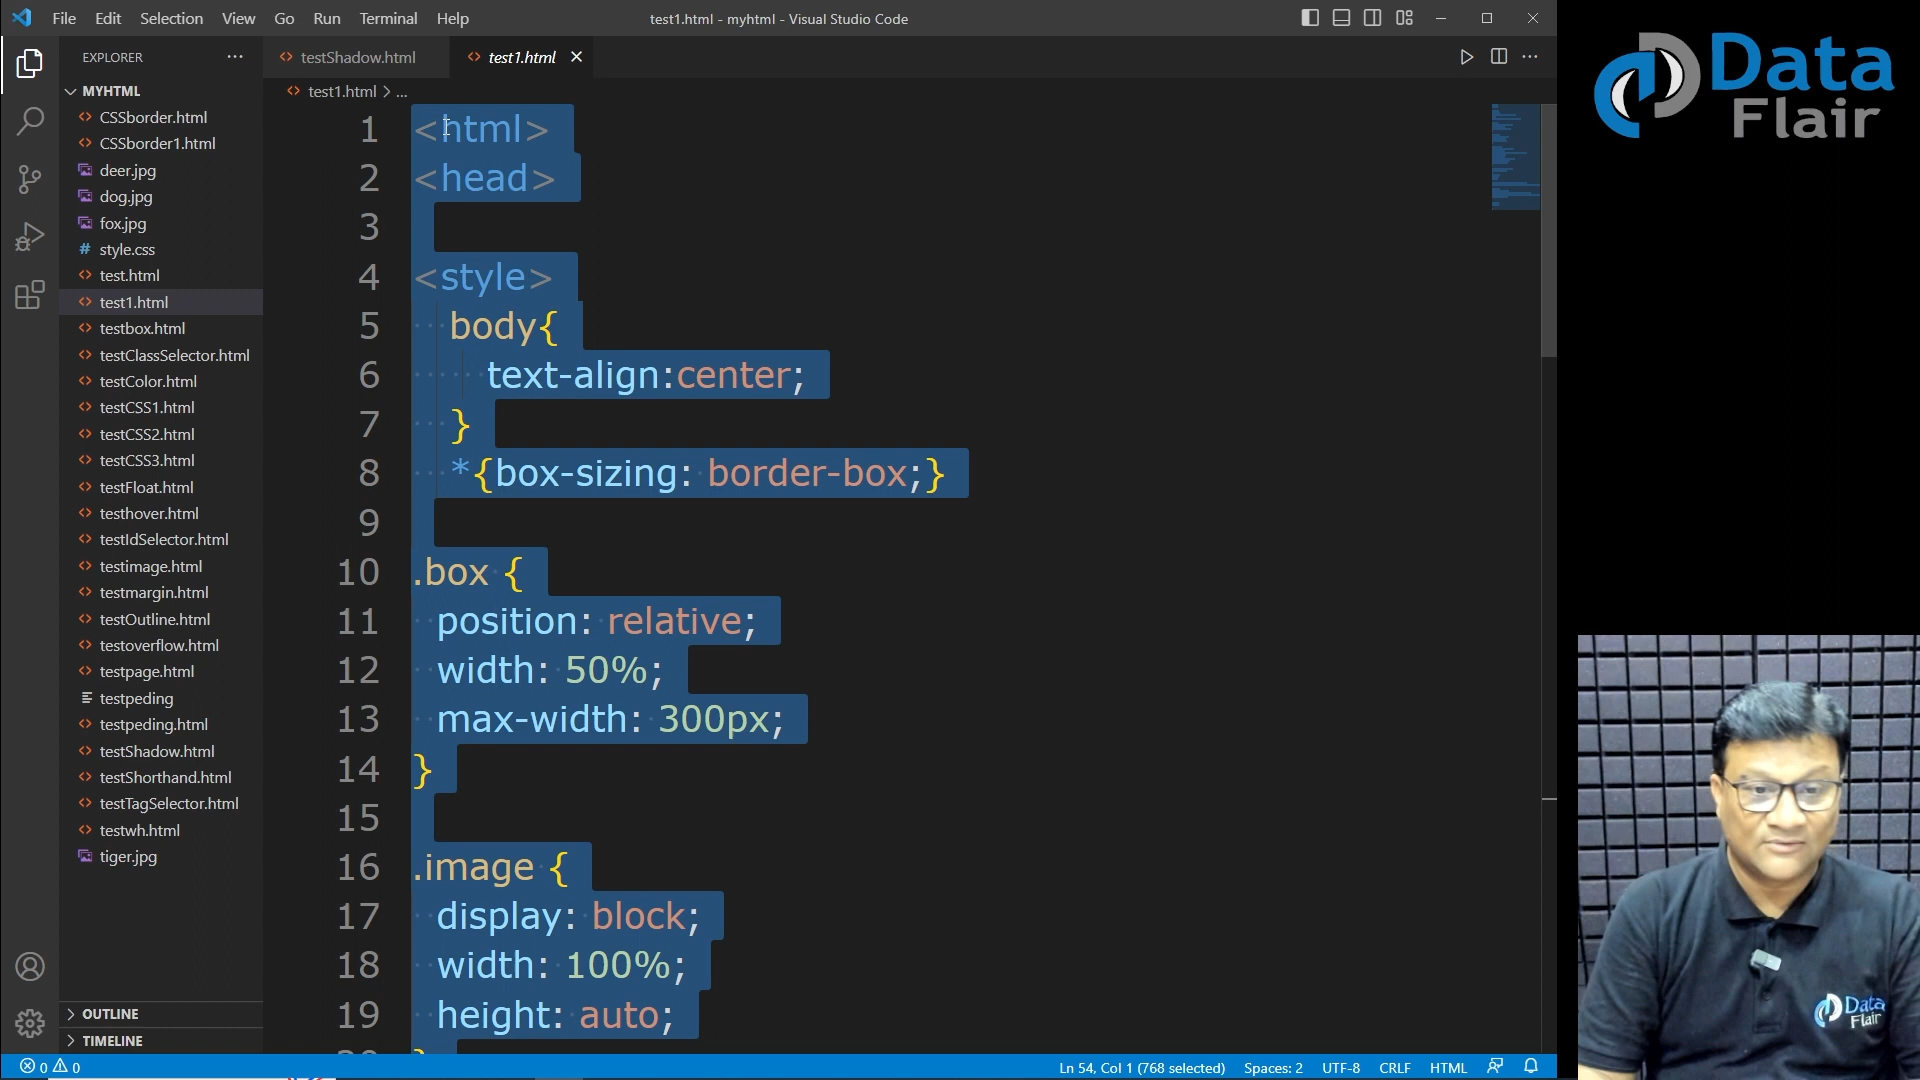 File Edit Selection View Go Run Terminal Help
test1.html - myhtml - Visual Studio Code
EXPLORER
testShadow.html
test1.html
MYHTML
test1.html > ...
CSSborder.html
CSSborder1.html
deer.jpg
dog.jpg
fox.jpg
style.css
test.html
test1.html
testbox.html
testClassSelector.html
testColor.html
testCSS1.html
testCSS2.html
testCSS3.html
testFloat.html
testhover.html
testIdSelector.html
testimage.html
testmargin.html
testOutline.html
testoverflow.html
testpage.html
testpeding
testpeding.html
testShadow.html
testShorthand.html
testTagSelector.html
testwh.html
tiger.jpg
OUTLINE
TIMELINE
1 <html>
2 <head>
3
4 <style>
5 body{
6 text-align:center;
7 }
8 *{box-sizing: border-box;}
9
10 .box {
11 position: relative;
12 width: 50%;
13 max-width: 300px;
14 }
15
16 .image {
17 display: block;
18 width: 100%;
19 height: auto;
20 }
0 0
Ln 54, Col 1 (768 selected) Spaces: 2 UTF-8 CRLF HTML
Data
Flair
Data
Flair